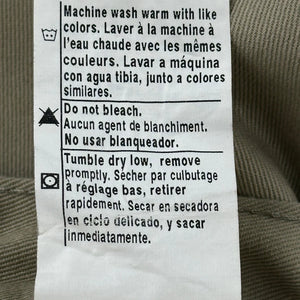 Machine wash warm with like
colors. Laver à la machine à
l'eau chaude avec les mêmes
couleurs. Lavar a máquina
con agua tibia, junto a colores
similares.
Do not bleach.
Aucun agent de blanchiment.
No usar blanqueador.
Tumble dry low, remove
promptly. Sécher par culbutage
à réglage bas, retirer
rapidement. Secar en secadora
en ciclo delicado, y sacar
inmediatamente.